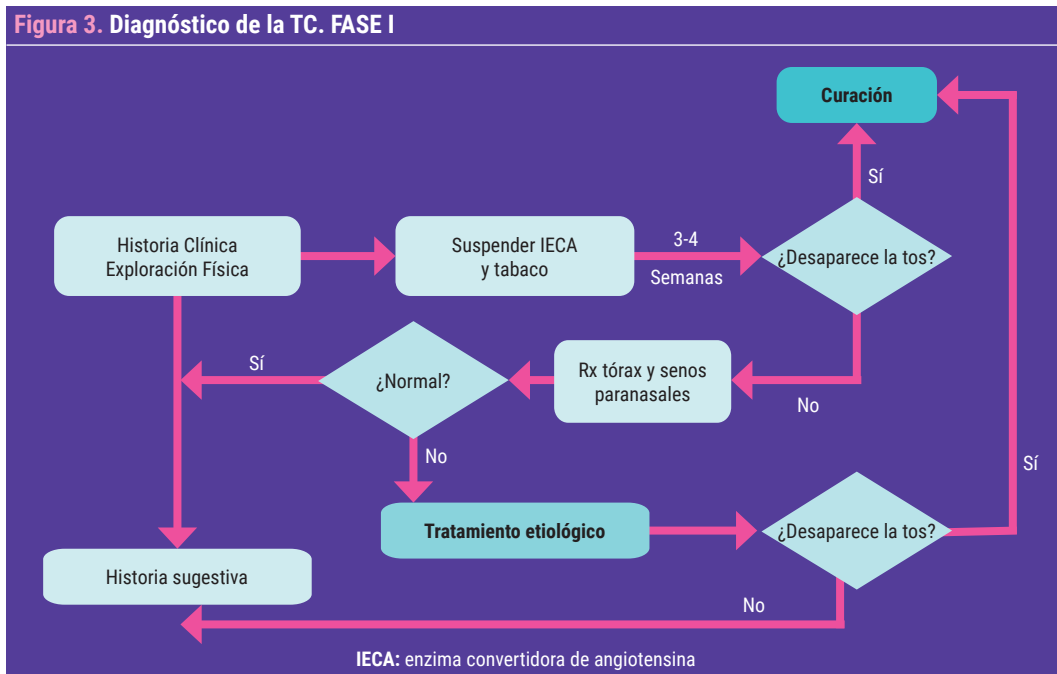 Figura 3. Diagnóstico de la TC. FASE I
Curación
Sí
Historia Clínica
Exploración Física
Suspender IECA
y tabaco
3-4
Semanas
¿Desaparece la tos?
Sí
¿Normal?
Rx tórax y senos
paranasales
No
No
Sí
Tratamiento etiológico
¿Desaparece la tos?
Historia sugestiva
No
IECA: enzima convertidora de angiotensina